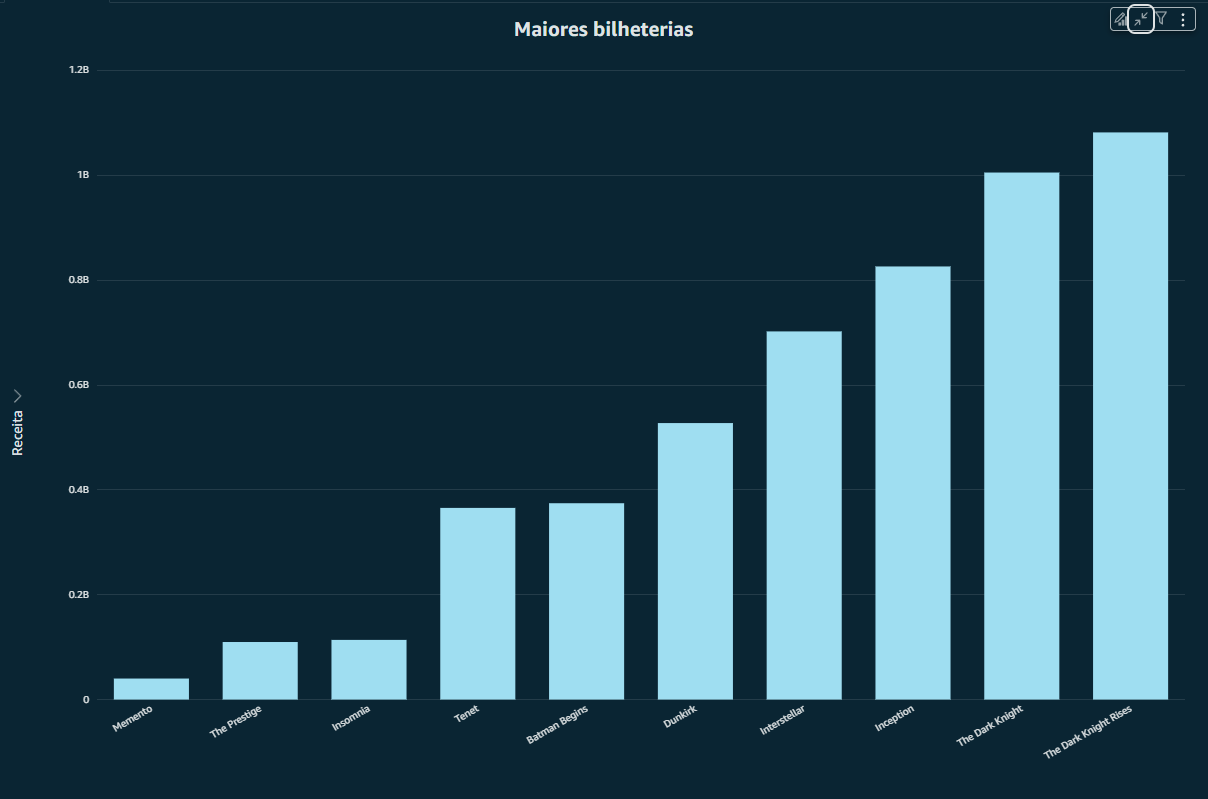 Maiores bilheterias
1.2B
1B
0.8B
0.6B
0.4B
0.2B
0
Receita
Memento
The Prestige
Insomnia
Tenet
Batman Begins
Dunkirk
Interstellar
Inception
The Dark Knight
The Dark Knight Rises